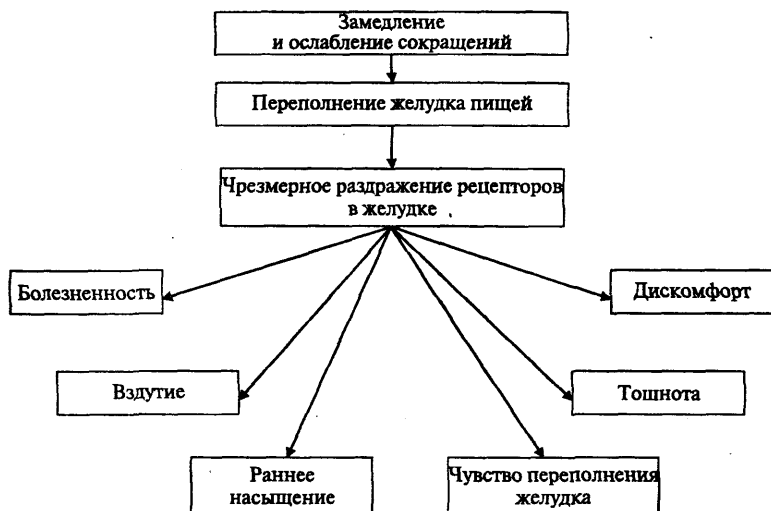 Замедление
и ослабление сокращений
Переполнение желудка пищей
Чрезмерное раздражение рецепторов
в желудке
Болезненность
Дискомфорт
Вздутие
Тошнота
Раннее
насыщение
Чувство переполнения
желудка